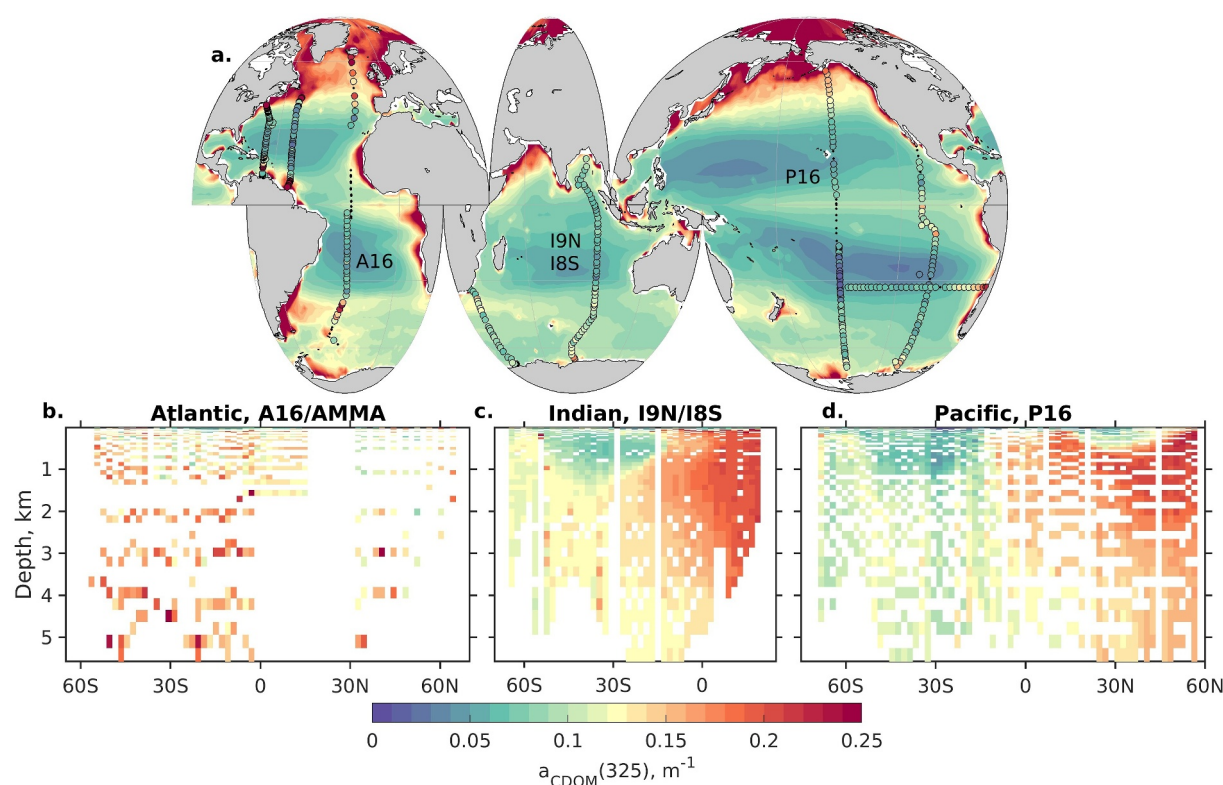 a.
P16
I9N
I8S
A16
b. Atlantic, A16/AMMA c. Indian, I9N/I8S d. Pacific, P16
Depth, km
1
2
3
4
5
60S 30S 0 30N 60N 60S 30S 0 60S 30S 0 30N 60N
0 0.05 0.1 0.15 0.2 0.25
aCDOM(325), m-1